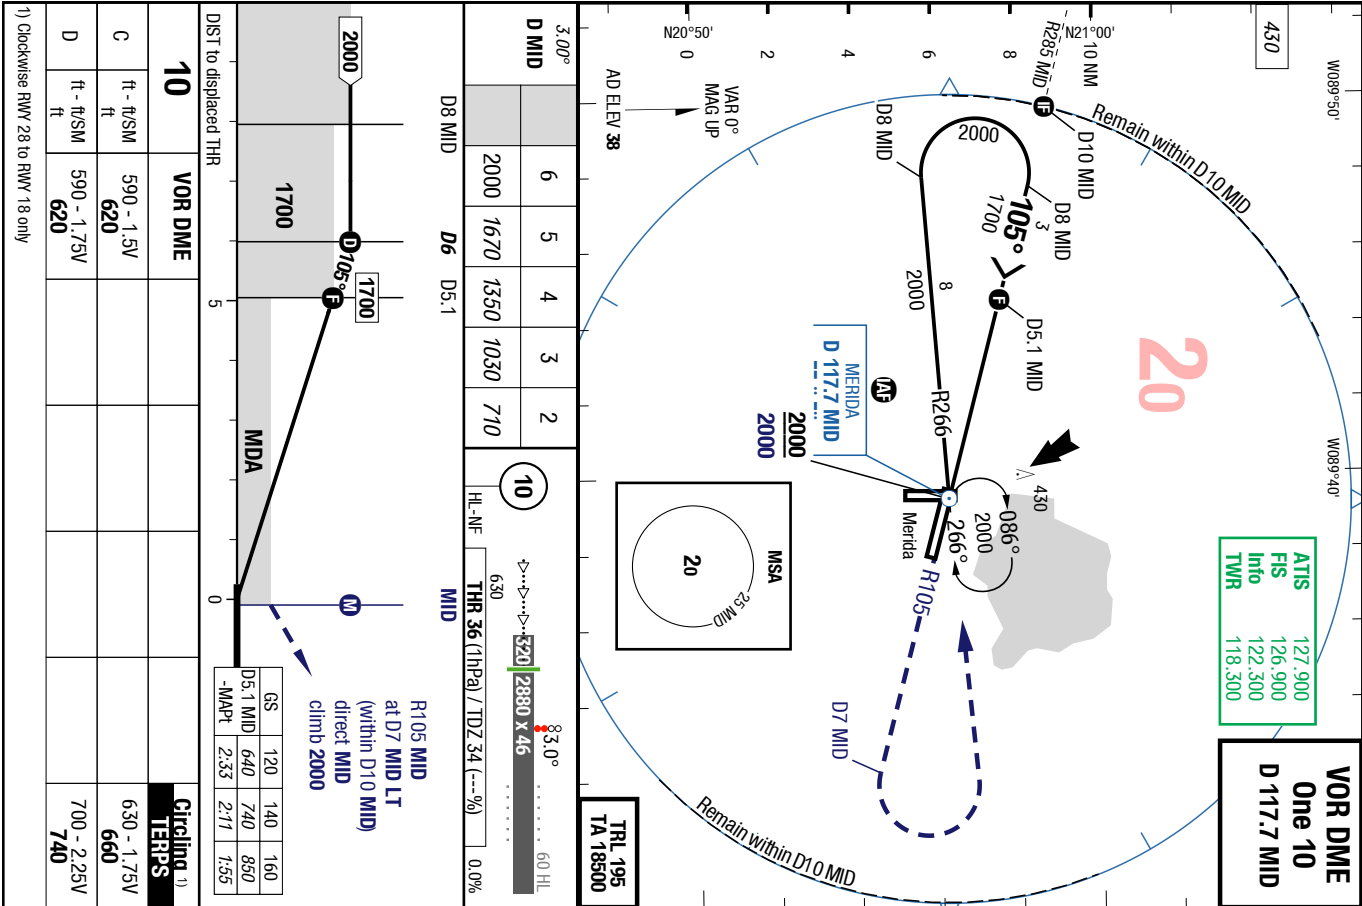 VOR DME
One 10
D 117.7 MID
ATIS 127.900
FIS 126.900
Info 122.300
TWR 118.300
W089°50'
W089°40'
430
N21°00'
N20°50'
10 NM
8
6
4
2
0
R285 MID
IF
D10 MID
Remain within D10 MID
20
D8 MID
2000
D8 MID
3
105°
1700
F
D5.1 MID
8
2000
R266
VAR 0°
MAG UP
AD ELEV 38
MERIDA
D 117.7 MID
IAF
2000
2000
430
086°
2000
266°
Merida
R105
D7 MID
Remain within D10 MID
MSA
20
25 MID
TRL 195
TA 18500
3.00°
D MID 6 5 4 3 2
2000 1670 1350 1030 710
10
HL-NF
630
320
2880 x 46
3.0°
60 HL
THR 36 (1hPa) / TDZ 34 (---%)
0.0%
D8 MID D6 D5.1 MID
2000
D
105°
1700
F
M
1700
MDA
R105 MID
at D7 MID LT
(within D10 MID)
direct MID
climb 2000
DIST to displaced THR
5
0
GS 120 140 160
D5.1 MID 640 740 850
-MAPt 2:33 2:11 1:55
10 VOR DME Circling 1)
TERPS
C ft - ft/SM 590 - 1.5V 630 - 1.75V
ft 620 660
D ft - ft/SM 590 - 1.75V 700 - 2.25V
ft 620 740
1) Clockwise RWY 28 to RWY 18 only